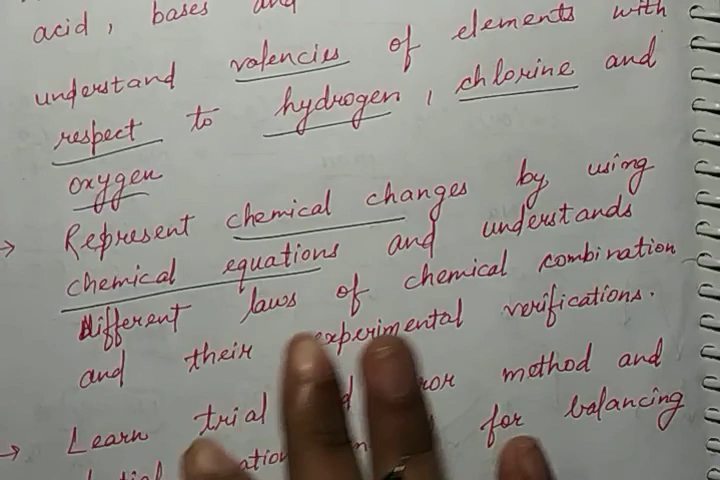 acid, bases and
understand valencies of elements with
respect to hydrogen, chlorine and
oxygen
→ Represent chemical changes by using
chemical equations and understands
different laws of chemical combination
and their experimental verifications.
→ Learn trial method and
for balancing